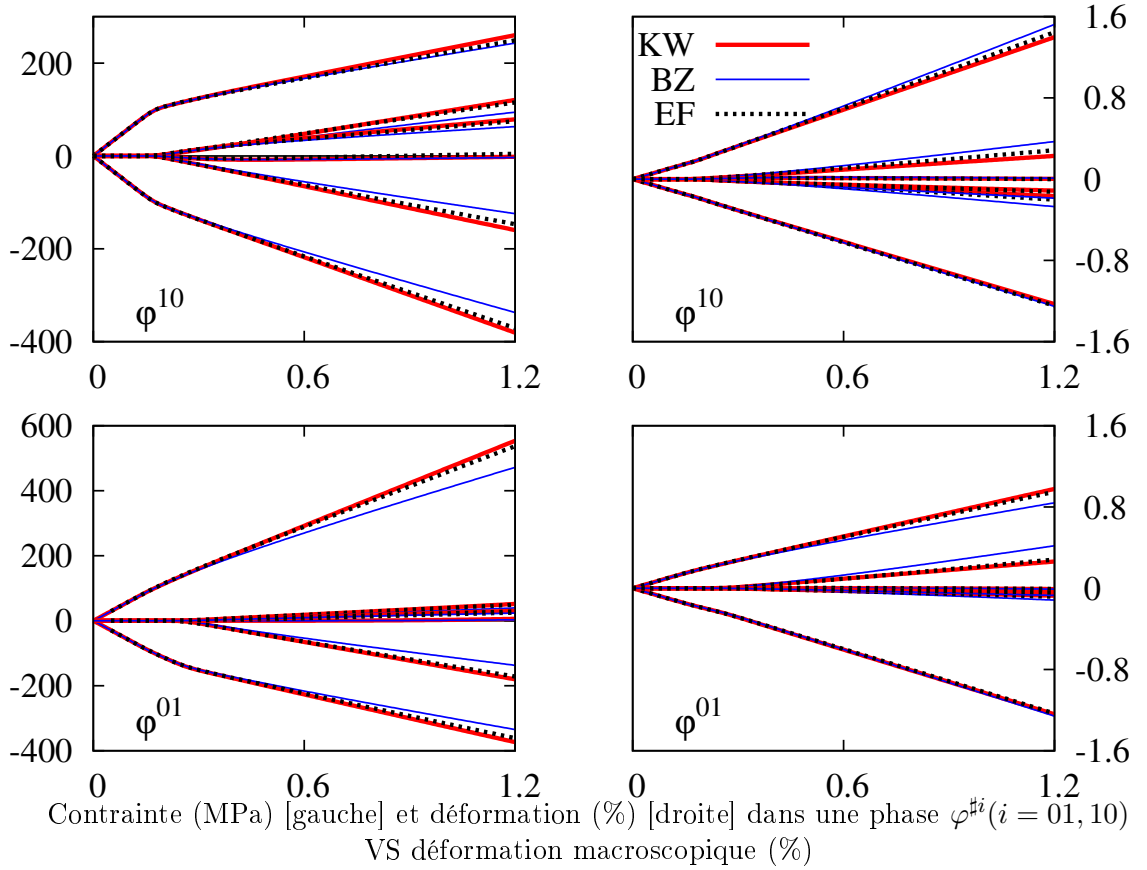 200
0
-200
-400
0 0.6 1.2
φ10
KW
BZ
EF
1.6
0.8
0
-0.8
-1.6
0 0.6 1.2
φ10
600
400
200
0
-200
-400
0 0.6 1.2
φ01
1.6
0.8
0
-0.8
-1.6
0 0.6 1.2
φ01
Contrainte (MPa) [gauche] et déformation (%) [droite] dans une phase φ♯i(i = 01, 10)
VS déformation macroscopique (%)